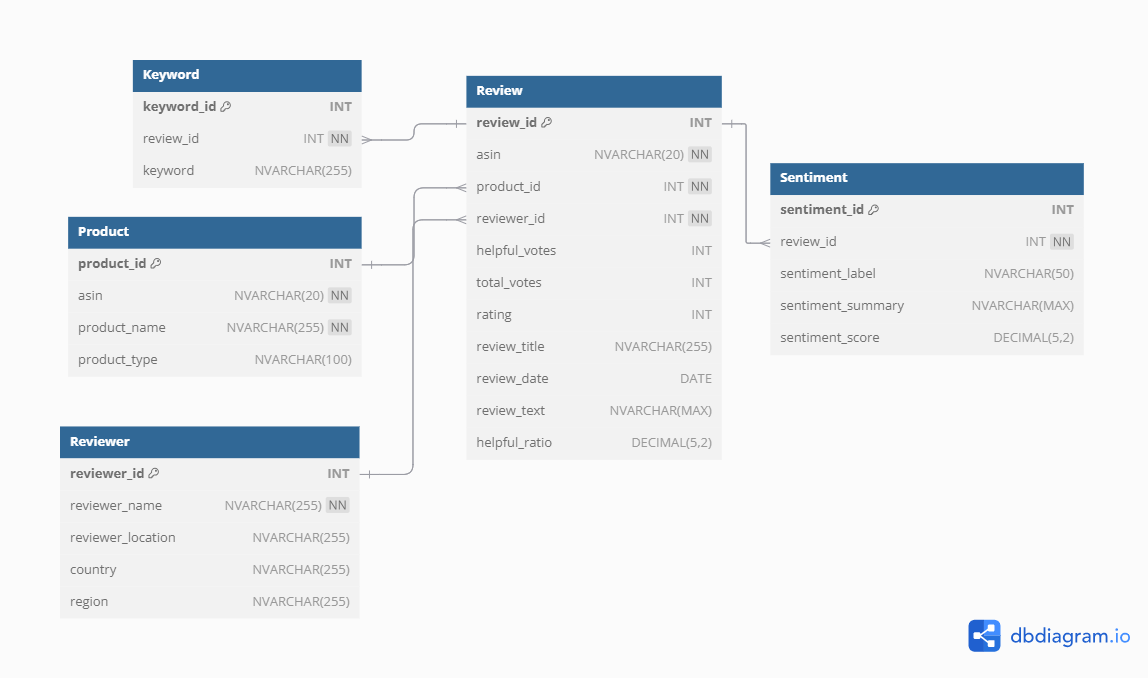 Keyword
keyword_id INT
review_id INT NN
keyword NVARCHAR(255)
Product
product_id INT
asin NVARCHAR(20) NN
product_name NVARCHAR(255) NN
product_type NVARCHAR(100)
Reviewer
reviewer_id INT
reviewer_name NVARCHAR(255) NN
reviewer_location NVARCHAR(255)
country NVARCHAR(255)
region NVARCHAR(255)
Review
review_id INT
asin NVARCHAR(20) NN
product_id INT NN
reviewer_id INT NN
helpful_votes INT
total_votes INT
rating INT
review_title NVARCHAR(255)
review_date DATE
review_text NVARCHAR(MAX)
helpful_ratio DECIMAL(5,2)
Sentiment
sentiment_id INT
review_id INT NN
sentiment_label NVARCHAR(50)
sentiment_summary NVARCHAR(MAX)
sentiment_score DECIMAL(5,2)
dbdiagram.io